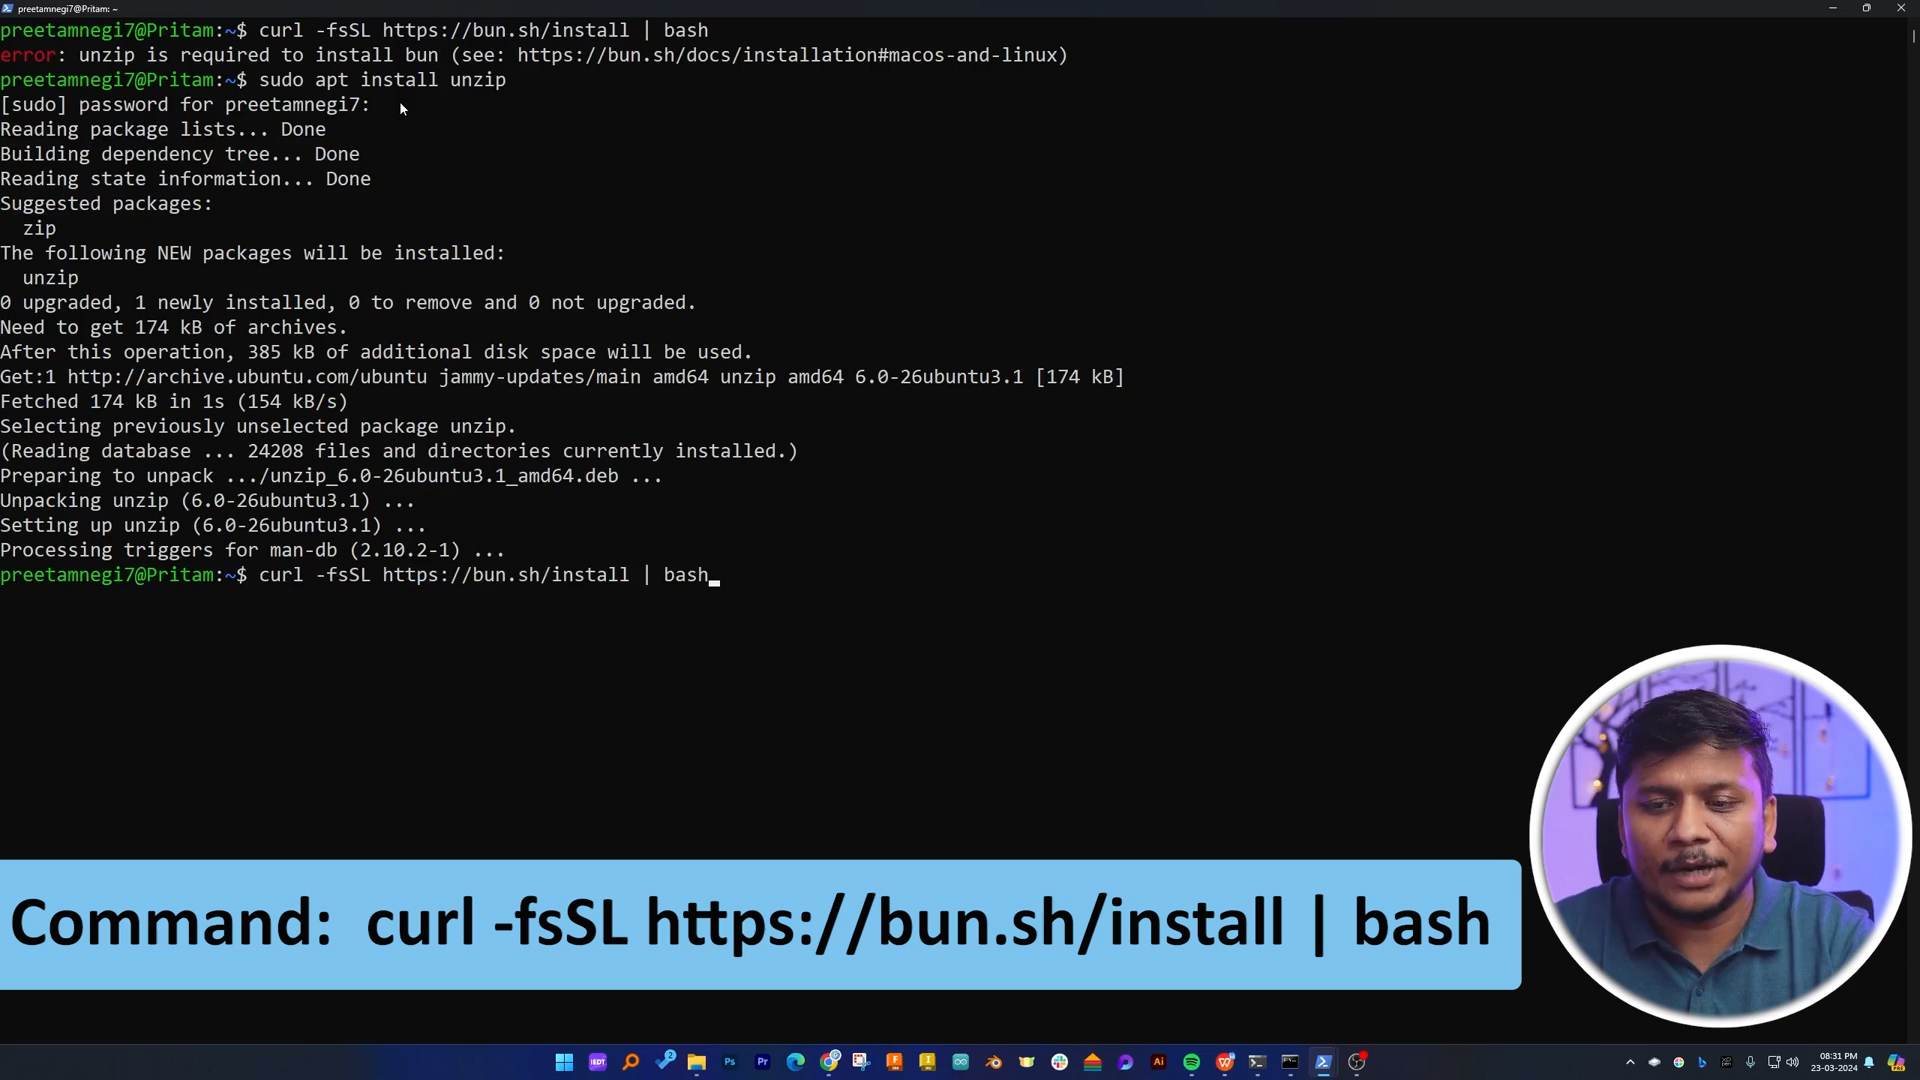 preetamnegi7@Pritam: ~
preetamnegi7@Pritam:~$ curl -fsSL https://bun.sh/install | bash
error: unzip is required to install bun (see: https://bun.sh/docs/installation#macos-and-linux)
preetamnegi7@Pritam:~$ sudo apt install unzip
[sudo] password for preetamnegi7:
Reading package lists... Done
Building dependency tree... Done
Reading state information... Done
Suggested packages:
  zip
The following NEW packages will be installed:
  unzip
0 upgraded, 1 newly installed, 0 to remove and 0 not upgraded.
Need to get 174 kB of archives.
After this operation, 385 kB of additional disk space will be used.
Get:1 http://archive.ubuntu.com/ubuntu jammy-updates/main amd64 unzip amd64 6.0-26ubuntu3.1 [174 kB]
Fetched 174 kB in 1s (154 kB/s)
Selecting previously unselected package unzip.
(Reading database ... 24208 files and directories currently installed.)
Preparing to unpack .../unzip_6.0-26ubuntu3.1_amd64.deb ...
Unpacking unzip (6.0-26ubuntu3.1) ...
Setting up unzip (6.0-26ubuntu3.1) ...
Processing triggers for man-db (2.10.2-1) ...
preetamnegi7@Pritam:~$ curl -fsSL https://bun.sh/install | bash
Command: curl -fsSL https://bun.sh/install | bash
Ps
Pr
Ai
08:31 PM
23-03-2024